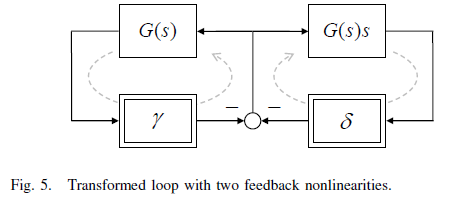 G(s) G(s)s
− −
γ δ
Fig. 5. Transformed loop with two feedback nonlinearities.